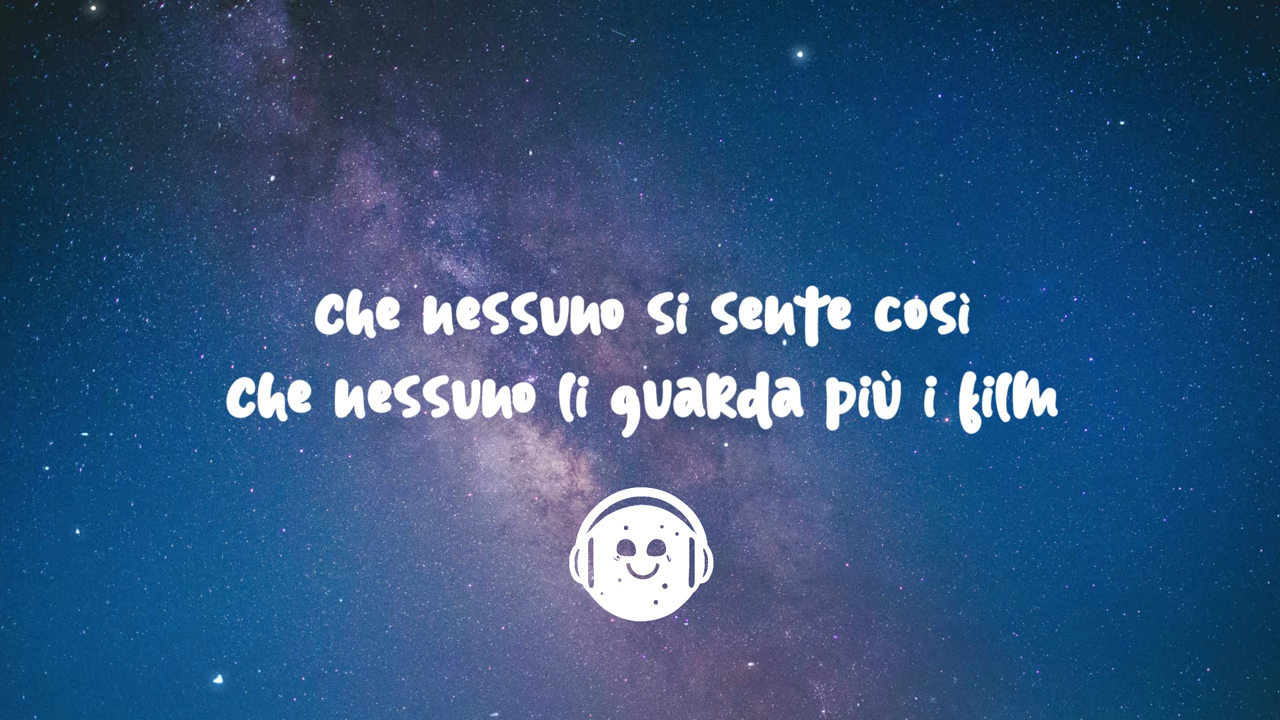 che nessuno si sente così
che nessuno li guarda più i film